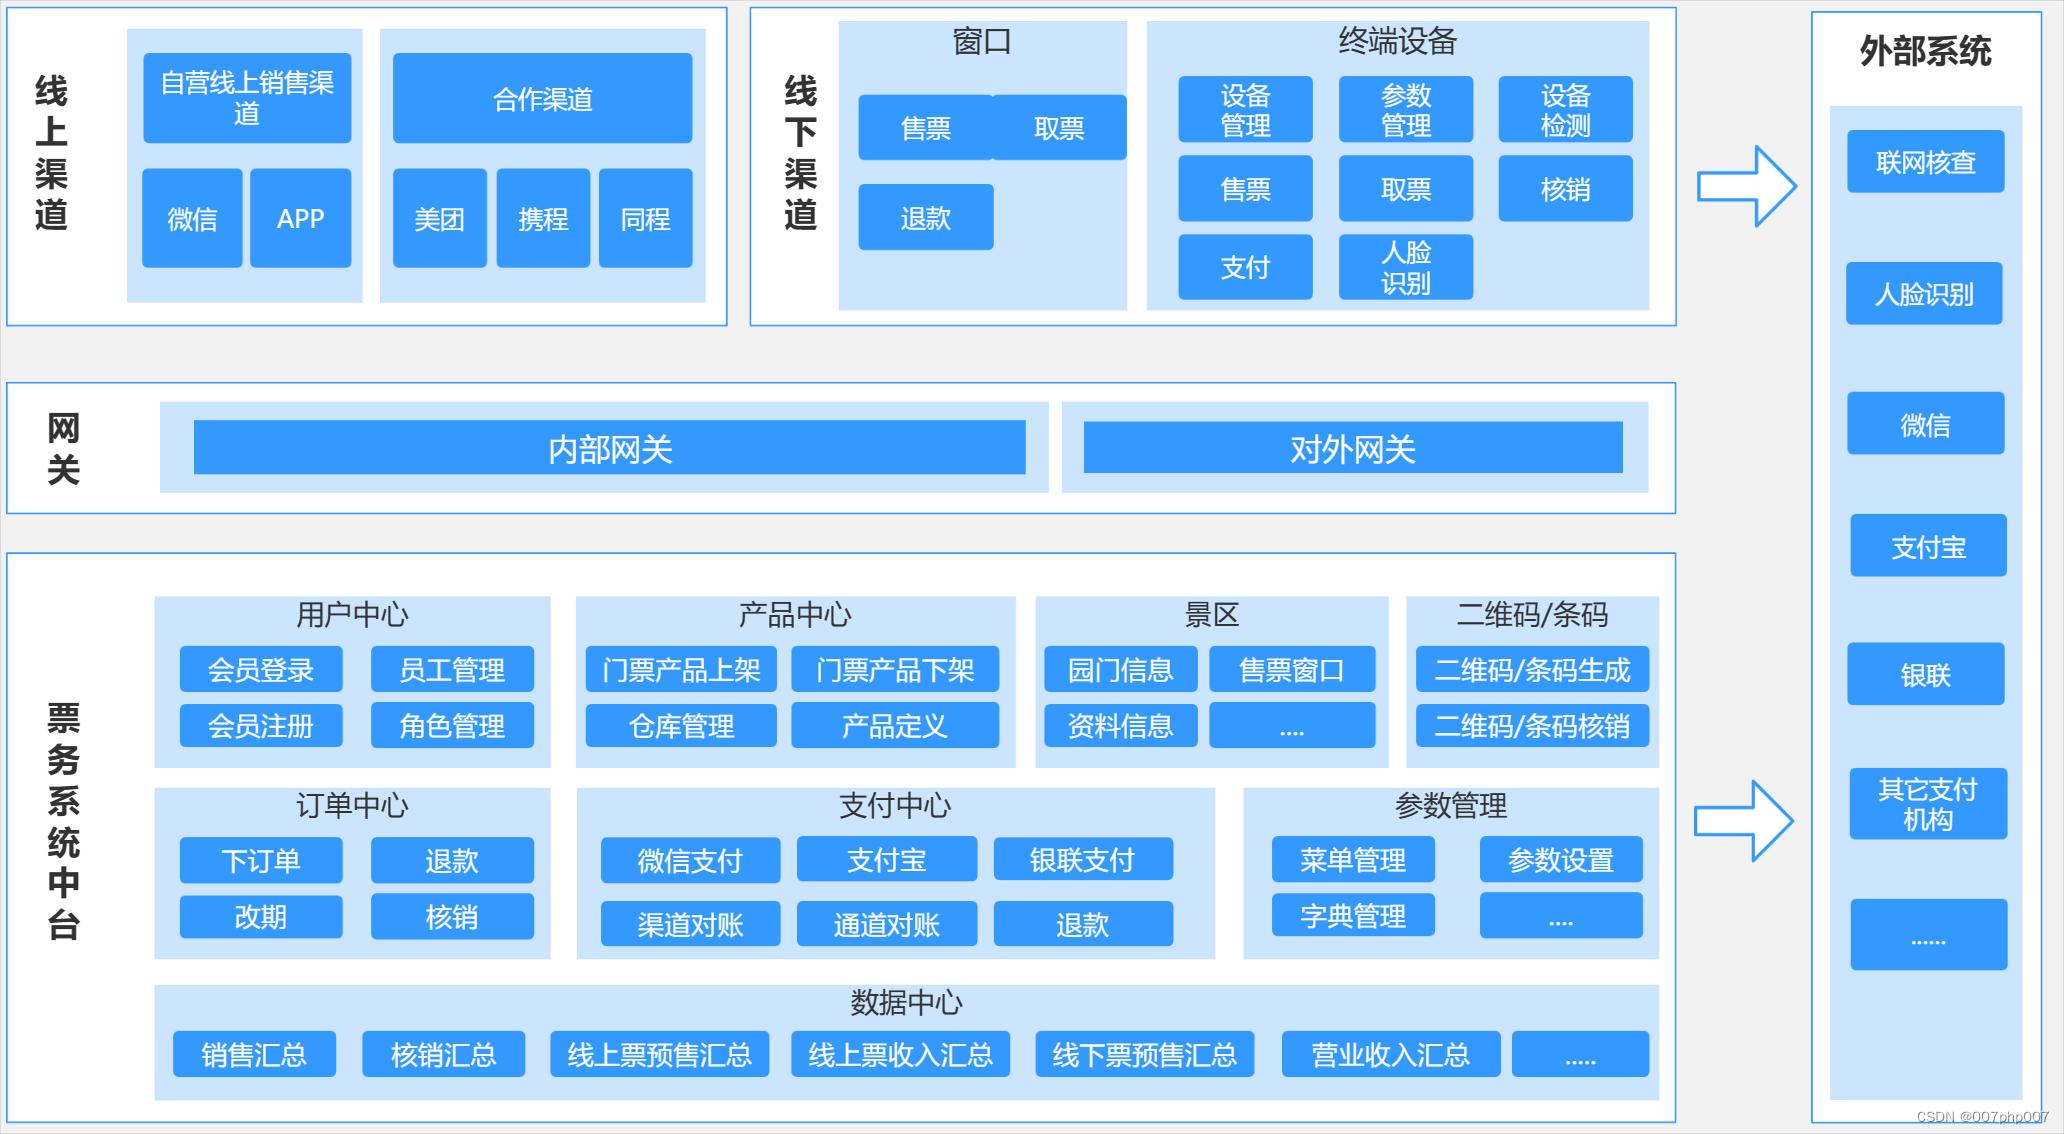 线上渠道
自营线上销售渠
道
合作渠道
微信
APP
美团
携程
同程
线下渠道
窗口
售票
取票
退款
终端设备
设备
管理
参数
管理
设备
检测
售票
取票
核销
支付
人脸
识别
外部系统
联网核查
人脸识别
微信
支付宝
银联
其它支付
机构
......
网关
内部网关
对外网关
票务系统中台
用户中心
会员登录
员工管理
会员注册
角色管理
产品中心
门票产品上架
门票产品下架
仓库管理
产品定义
景区
园门信息
售票窗口
资料信息
....
二维码/条码
二维码/条码生成
二维码/条码核销
订单中心
下订单
退款
改期
核销
支付中心
微信支付
支付宝
银联支付
渠道对账
通道对账
退款
参数管理
菜单管理
参数设置
字典管理
....
数据中心
销售汇总
核销汇总
线上票预售汇总
线上票收入汇总
线下票预售汇总
营业收入汇总
.....
CSDN @007php007